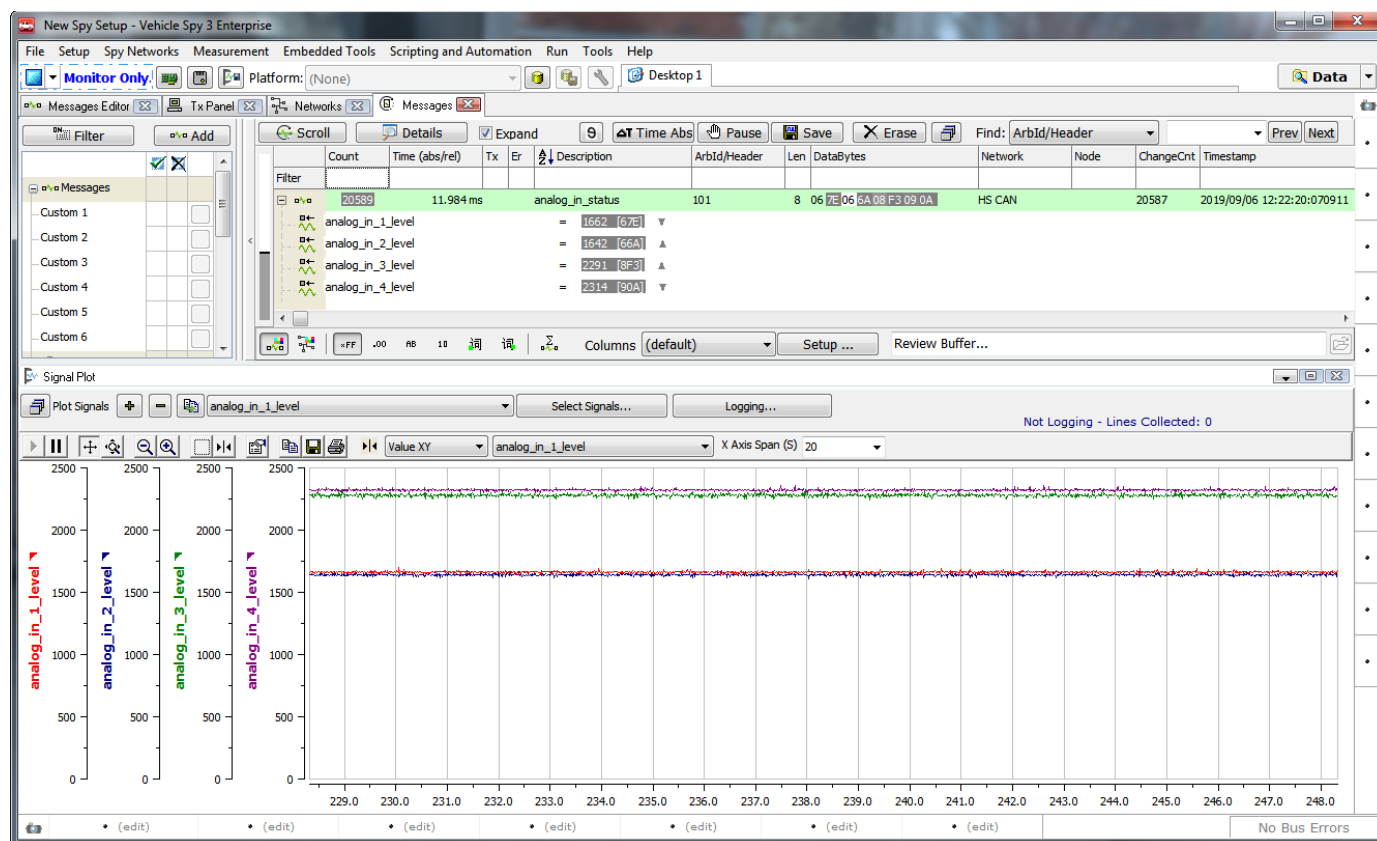 New Spy Setup - Vehicle Spy 3 Enterprise
File Setup Spy Networks Measurement Embedded Tools Scripting and Automation Run Tools Help
Monitor Only. Platform: (None) Desktop 1 Data
Messages Editor Tx Panel Networks Messages
Filter Add Scroll Details Expand 9 ΔT Time Abs Pause Save Erase Find: Arbld/Header Prev Next
Count Time (abs/rel) Tx Er Description ArbId/Header Len DataBytes Network Node ChangeCnt Timestamp
Filter
Messages
20589 11.984 ms analog_in_status 101 8 06 7E 06 6A 08 F3 09 0A HS CAN 20587 2019/09/06 12:22:20:070911
Custom 1
analog_in_1_level = 1662 [67E]
Custom 2
analog_in_2_level = 1642 [66A]
Custom 3
analog_in_3_level = 2291 [8F3]
Custom 4
analog_in_4_level = 2314 [90A]
Custom 5
Custom 6
xFF .00 AB 10 词 词 Columns (default) Setup ... Review Buffer...
Signal Plot
Plot Signals analog_in_1_level Select Signals... Logging...
Not Logging - Lines Collected: 0
Value XY analog_in_1_level X Axis Span (S) 20
2500 2500 2500 2500
2000 2000 2000 2000
1500 1500 1500 1500
1000 1000 1000 1000
500 500 500 500
0 0 0 0
analog_in_1_level
analog_in_2_level
analog_in_3_level
analog_in_4_level
229.0 230.0 231.0 232.0 233.0 234.0 235.0 236.0 237.0 238.0 239.0 240.0 241.0 242.0 243.0 244.0 245.0 246.0 247.0 248.0
(edit) (edit) (edit) (edit) (edit) (edit) (edit) No Bus Errors